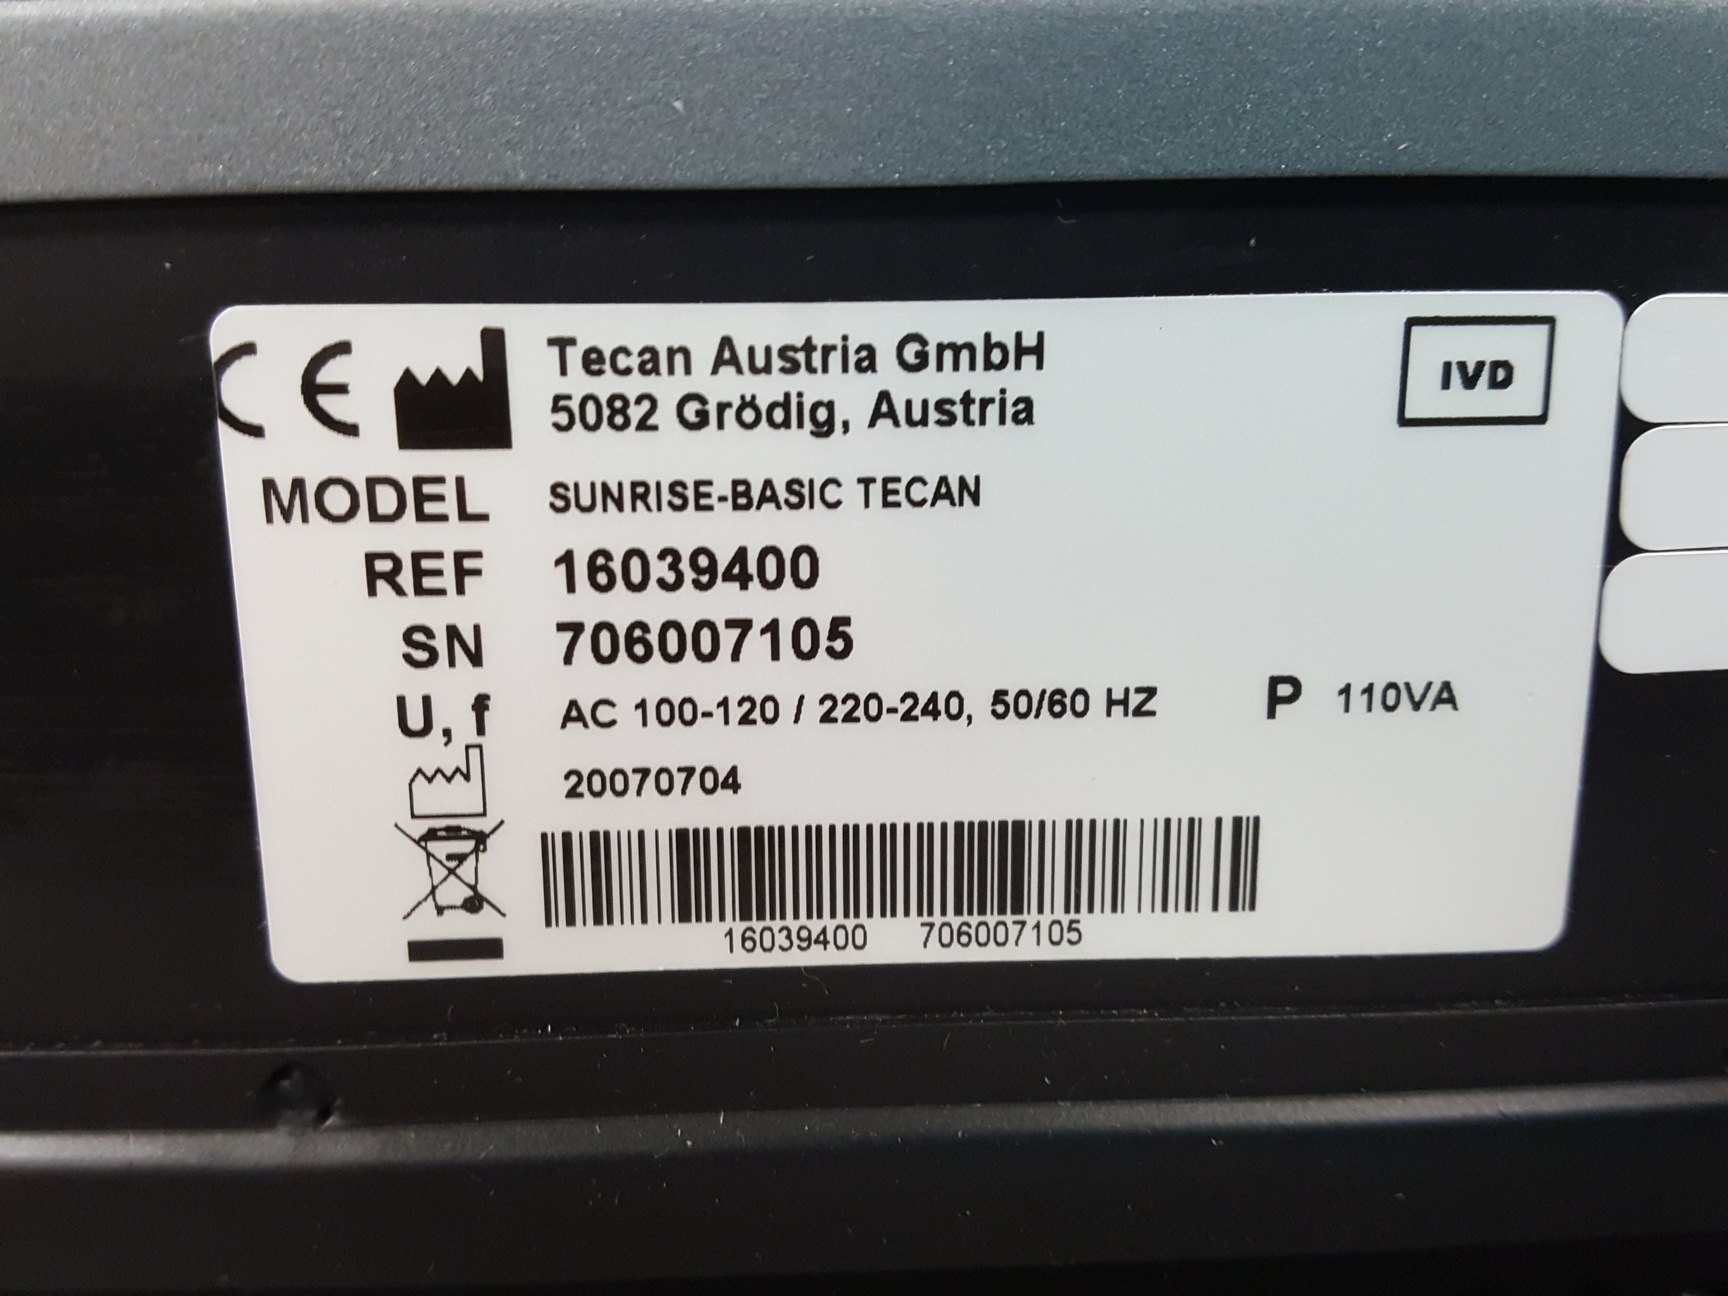 CE Tecan Austria GmbH
5082 Grödig, Austria
IVD
MODEL SUNRISE-BASIC TECAN
REF 16039400
SN 706007105
U, f AC 100-120 / 220-240, 50/60 HZ P 110VA
20070704
16039400 706007105